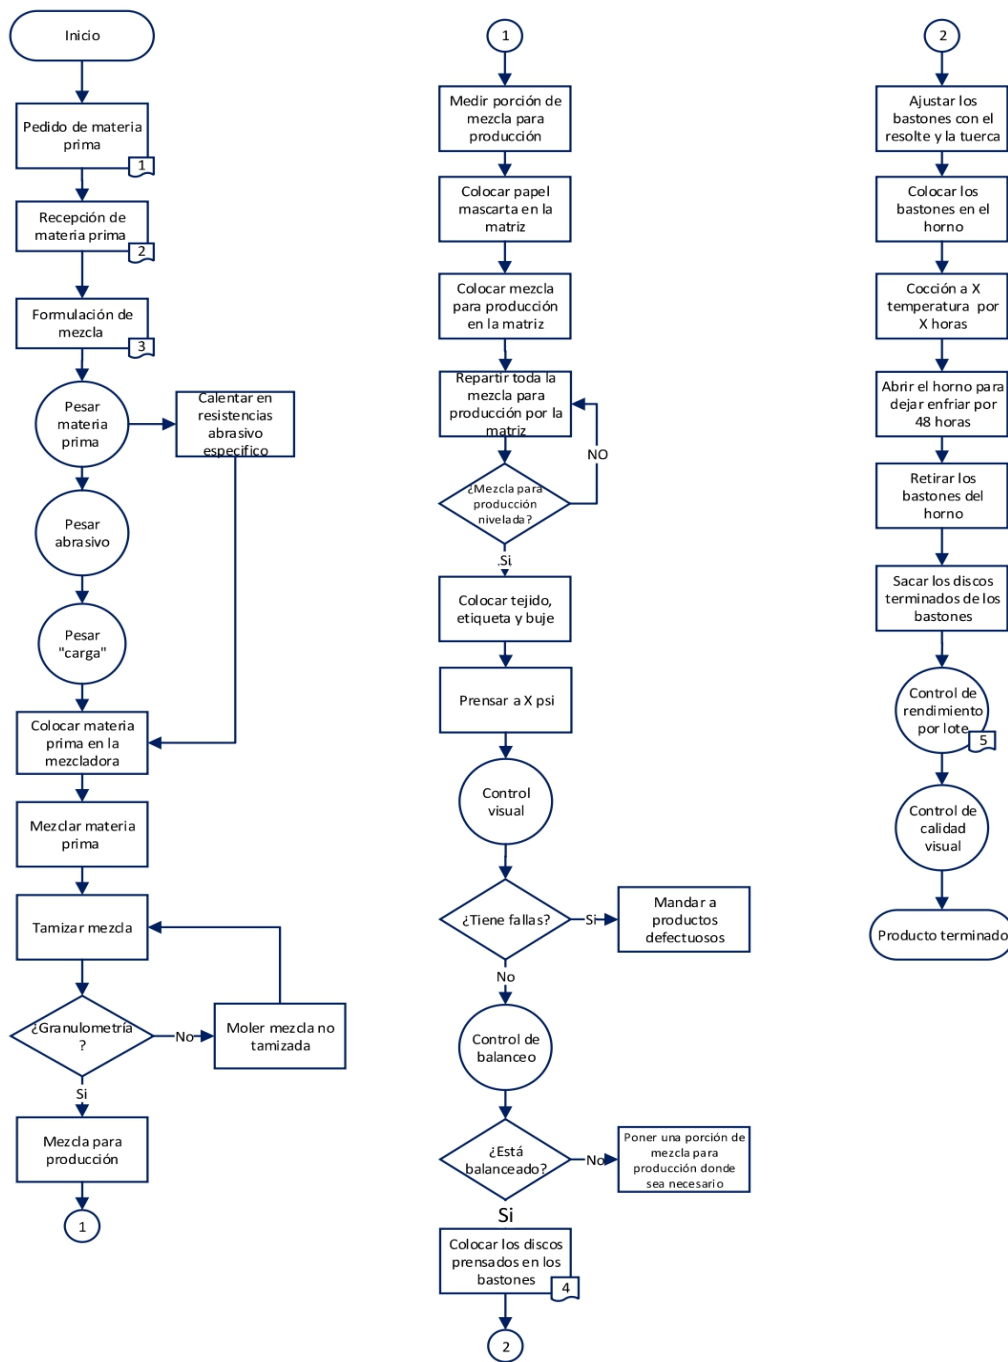 Inicio
Pedido de materia
prima
1
Recepción de
materia prima
2
Formulación de
mezcla
3
Pesar
materia
prima
Calentar en
resistencias
abrasivo
especifico
Pesar
abrasivo
Pesar
"carga"
Colocar materia
prima en la
mezcladora
Mezclar materia
prima
Tamizar mezcla
¿Granulometría
?
No
Moler mezcla no
tamizada
Si
Mezcla para
producción
1
1
Medir porción de
mezcla para
producción
Colocar papel
mascarta en la
matriz
Colocar mezcla
para producción
en la matriz
Repartir toda la
mezcla para
producción por la
matriz
NO
¿Mezcla para
producción
nivelada?
.Si.
Colocar tejido,
etiqueta y buje
Prensar a X psi
Control
visual
¿Tiene fallas?
Si
Mandar a
productos
defectuosos
No
Control de
balanceo
¿Está
balanceado?
No
Poner una porción de
mezcla para
producción donde
sea necesario
Si
Colocar los discos
prensados en los
bastones
4
2
2
Ajustar los
bastones con el
resolte y la tuerca
Colocar los
bastones en el
horno
Cocción a X
temperatura por
X horas
Abrir el horno para
dejar enfriar por
48 horas
Retirar los
bastones del
horno
Sacar los discos
terminados de los
bastones
Control de
rendimiento
por lote
5
Control de
calidad
visual
Producto terminado